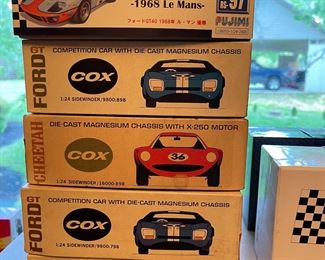 -1968 Le Mans-
フォードGT40 1968年 ル・マン 優勝
RS-97
FUJIMI
FORD GT
COMPETITION CAR WITH DIE CAST MAGNESIUM CHASSIS
COX
1:24 SIDEWINDER/9800:898
CHEETAH
DIE-CAST MAGNESIUM CHASSIS WITH X-250 MOTOR
COX
36
1:24 SIDEWINDER/16000-898
FORD GT
COMPETITION CAR WITH DIE-CAST MAGNESIUM CHASSIS
COX
1:24 SIDEWINDER/9800.798